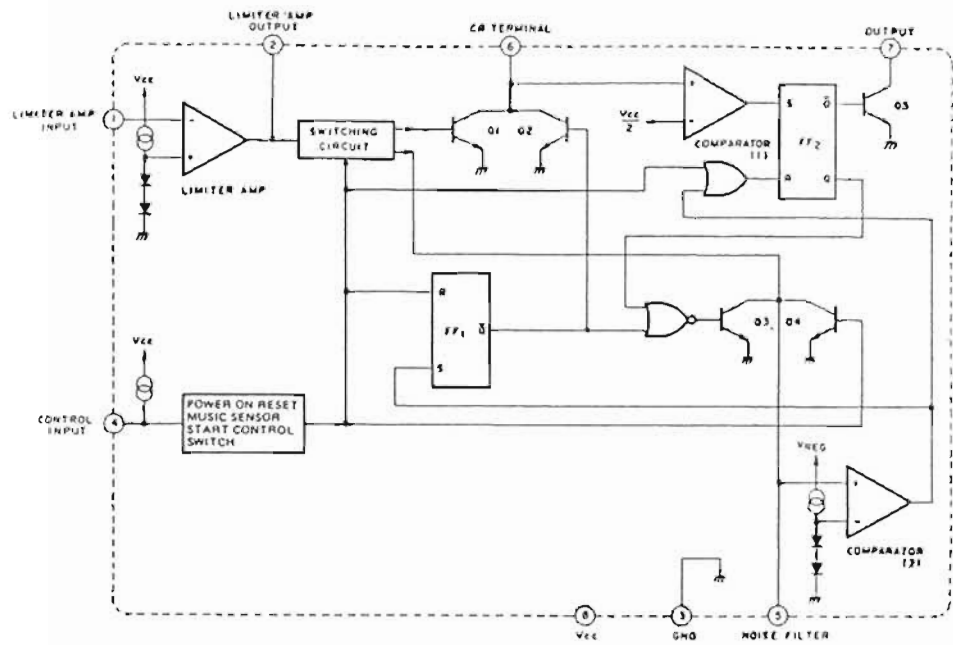 LIMITER AMP
OUTPUT
2
CR TERMINAL
6
OUTPUT
7
Vcc
LIMITER AMP
INPUT
1
-
+
LIMITER AMP
SWITCHING
CIRCUIT
Q1 Q2
+
-
Vcc
2
COMPARATOR
(1)
S
Q̄
FF2
R
Q
Q5
R
FF1
Q̄
S
Q3
Q4
Vcc
CONTROL
INPUT
4
POWER ON RESET
MUSIC SENSOR
START CONTROL
SWITCH
VREG
+
-
COMPARATOR
(2)
8
Vcc
3
GND
5
NOISE FILTER